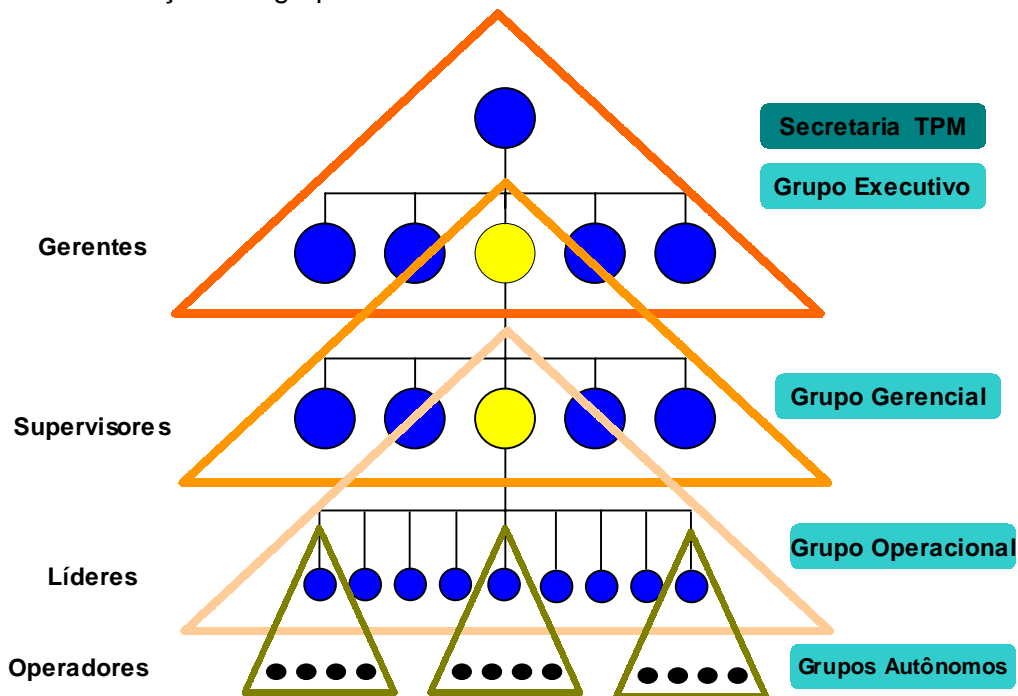 Secretaria TPM
Grupo Executivo
Gerentes
Grupo Gerencial
Supervisores
Grupo Operacional
Líderes
Operadores
Grupos Autônomos